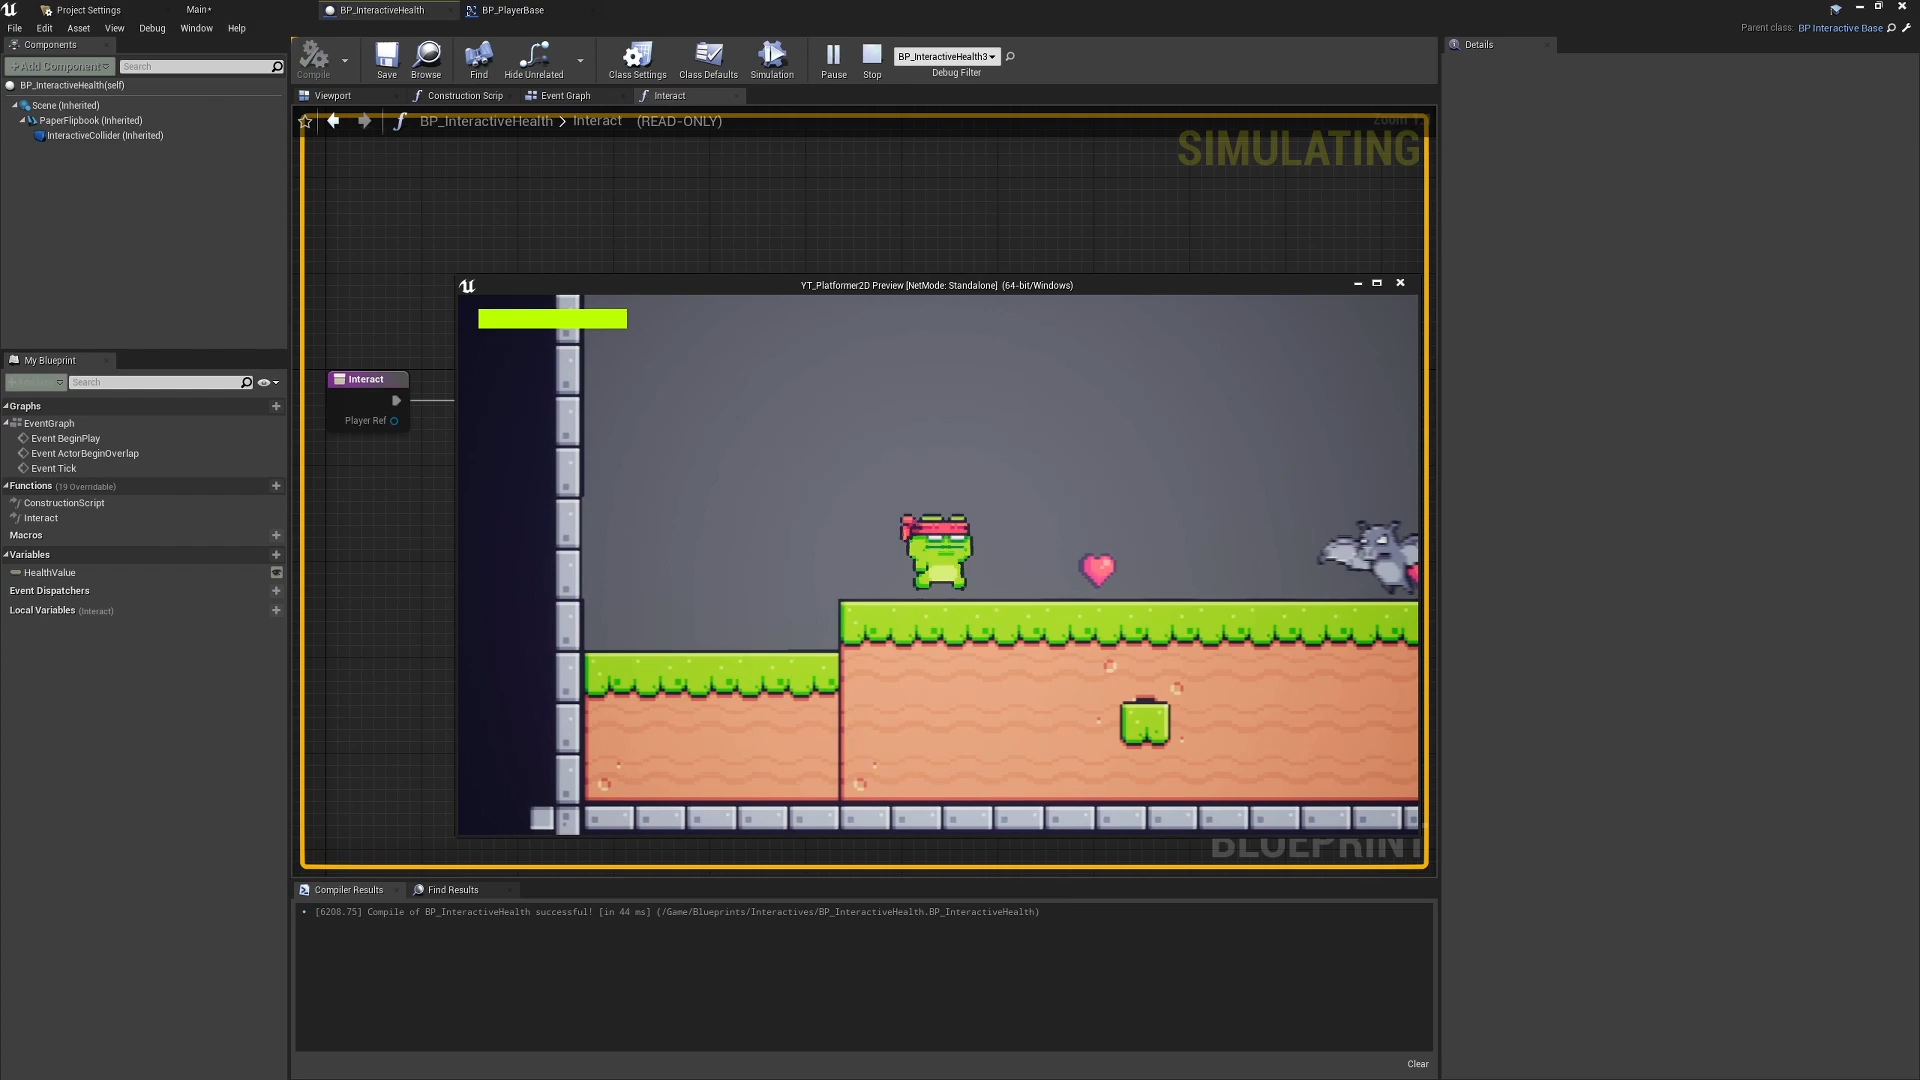 Project Settings
Main*
BP_InteractiveHealth
BP_PlayerBase
File Edit Asset View Debug Window Help
Parent class: BP Interactive Base
Components
+Add Component
Search
BP_InteractiveHealth(self)
Scene (Inherited)
PaperFlipbook (Inherited)
InteractiveCollider (Inherited)
Compile
Save
Browse
Find
Hide Unrelated
Class Settings
Class Defaults
Simulation
Pause
Stop
BP_InteractiveHealth3
Debug Filter
Details
Viewport
Construction Scrip
Event Graph
Interact
BP_InteractiveHealth > Interact (READ-ONLY)
SIMULATING
YT_Platformer2D Preview [NetMode: Standalone] (64-bit/Windows)
Interact
Player Ref
BLUEPRINT
My Blueprint
Search
Graphs
EventGraph
Event BeginPlay
Event ActorBeginOverlap
Event Tick
Functions (19 Overridable)
ConstructionScript
Interact
Macros
Variables
HealthValue
Event Dispatchers
Local Variables (Interact)
Compiler Results
Find Results
• [6208.75] Compile of BP_InteractiveHealth successful! [in 44 ms] (/Game/Blueprints/Interactives/BP_InteractiveHealth.BP_InteractiveHealth)
Clear